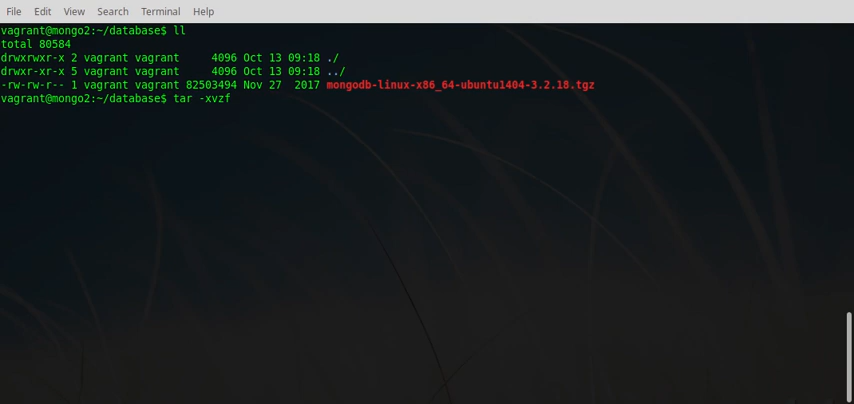 File Edit View Search Terminal Help
vagrant@mongo2:~/database$ ll
total 80584
drwxrwxr-x 2 vagrant vagrant     4096 Oct 13 09:18 ./
drwxr-xr-x 5 vagrant vagrant     4096 Oct 13 09:18 ../
-rw-rw-r-- 1 vagrant vagrant 82503494 Nov 27  2017 mongodb-linux-x86_64-ubuntu1404-3.2.18.tgz
vagrant@mongo2:~/database$ tar -xvzf